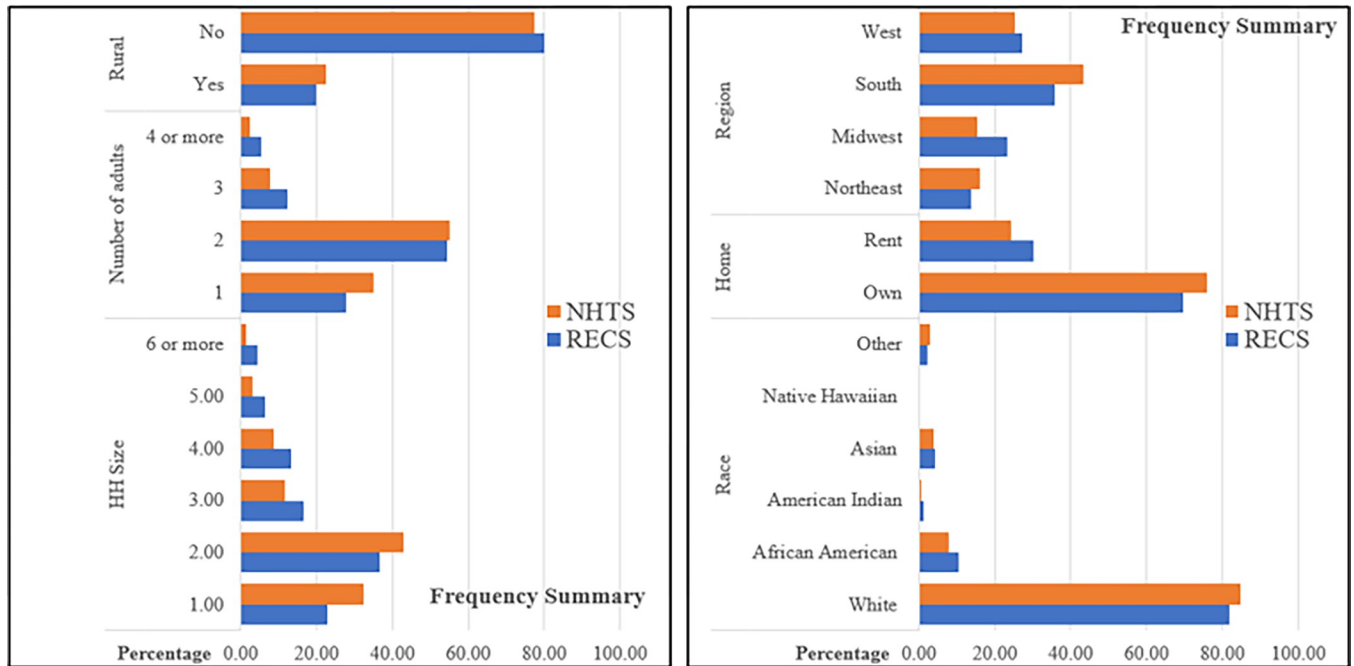 Rural
No
Yes
Number of adults
4 or more
3
2
1
HH Size
6 or more
5.00
4.00
3.00
2.00
1.00
NHTS
RECS
Frequency Summary
Percentage 0.00 20.00 40.00 60.00 80.00 100.00
Frequency Summary
Region
West
South
Midwest
Northeast
Home
Rent
Own
Race
Other
Native Hawaiian
Asian
American Indian
African American
White
NHTS
RECS
Percentage 0.00 20.00 40.00 60.00 80.00 100.00